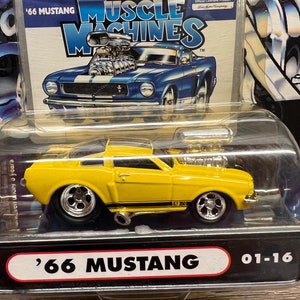 '66 MUSTANG
MUSCLE
MACHINES
'66 MUSTANG
01-16